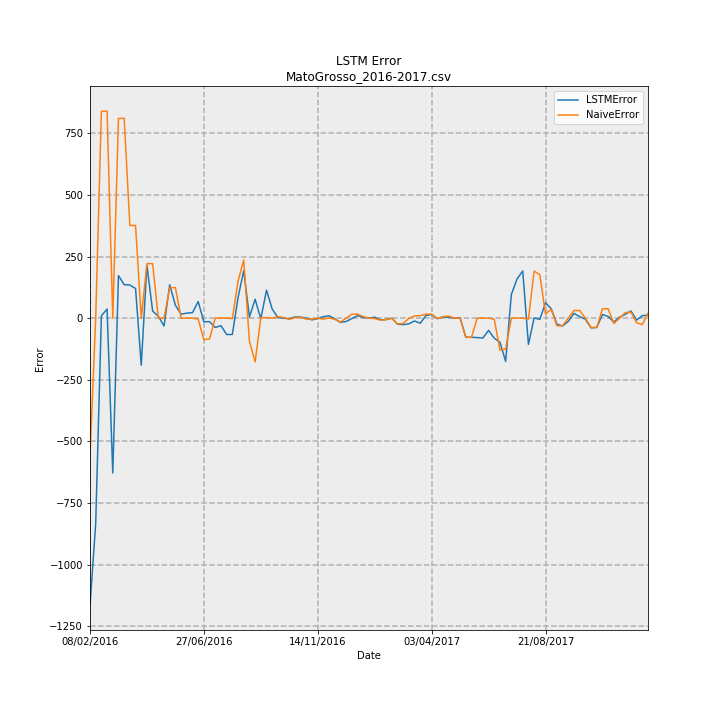 LSTM Error
MatoGrosso_2016-2017.csv
LSTMError
NaiveError
750
500
250
0
−250
−500
−750
−1000
−1250
Error
08/02/2016 27/06/2016 14/11/2016 03/04/2017 21/08/2017
Date